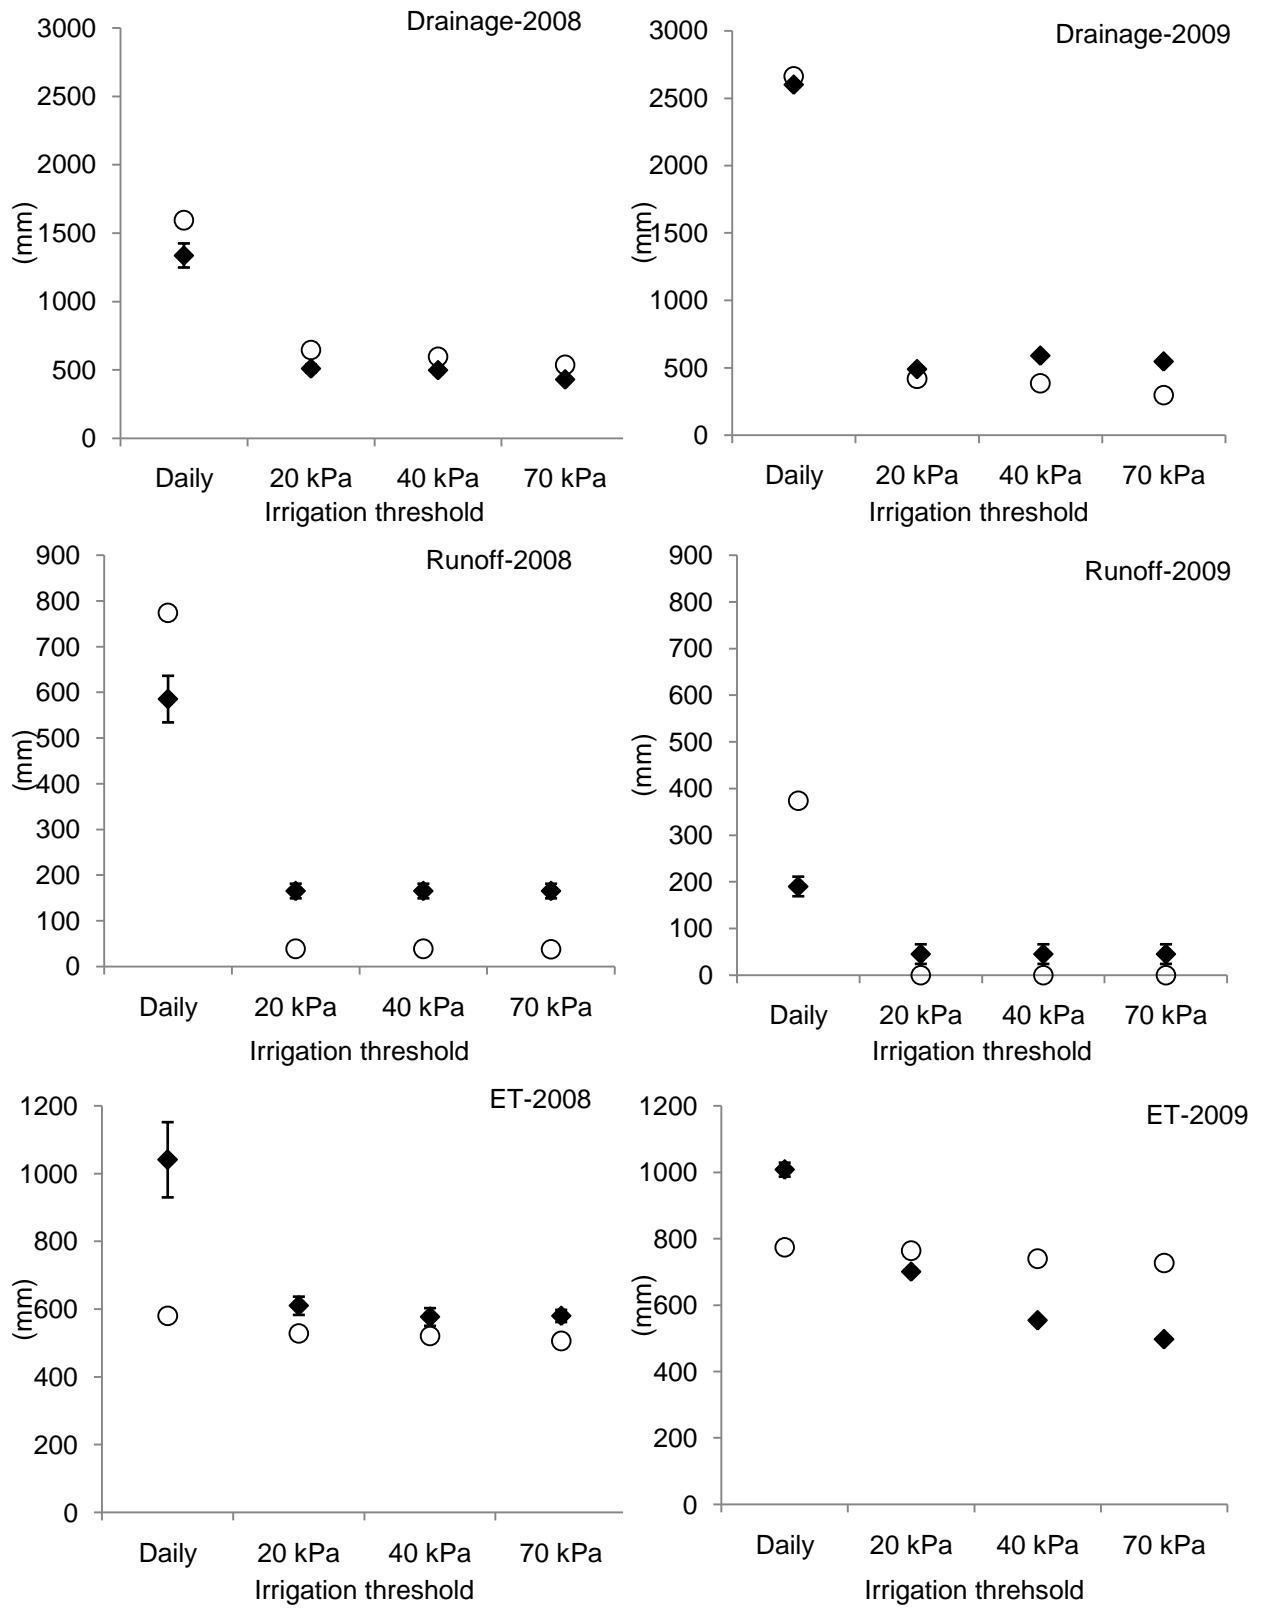 Drainage-2008
3000
2500
2000
1500
1000
500
0
(mm)
Daily 20 kPa 40 kPa 70 kPa
Irrigation threshold
Drainage-2009
3000
2500
2000
1500
1000
500
0
(mm)
Daily 20 kPa 40 kPa 70 kPa
Irrigation threshold
Runoff-2008
900
800
700
600
500
400
300
200
100
0
(mm)
Daily 20 kPa 40 kPa 70 kPa
Irrigation threshold
Runoff-2009
900
800
700
600
500
400
300
200
100
0
(mm)
Daily 20 kPa 40 kPa 70 kPa
Irrigation threshold
ET-2008
1200
1000
800
600
400
200
0
(mm)
Daily 20 kPa 40 kPa 70 kPa
Irrigation threshold
ET-2009
1200
1000
800
600
400
200
0
(mm)
Daily 20 kPa 40 kPa 70 kPa
Irrigation trehsold